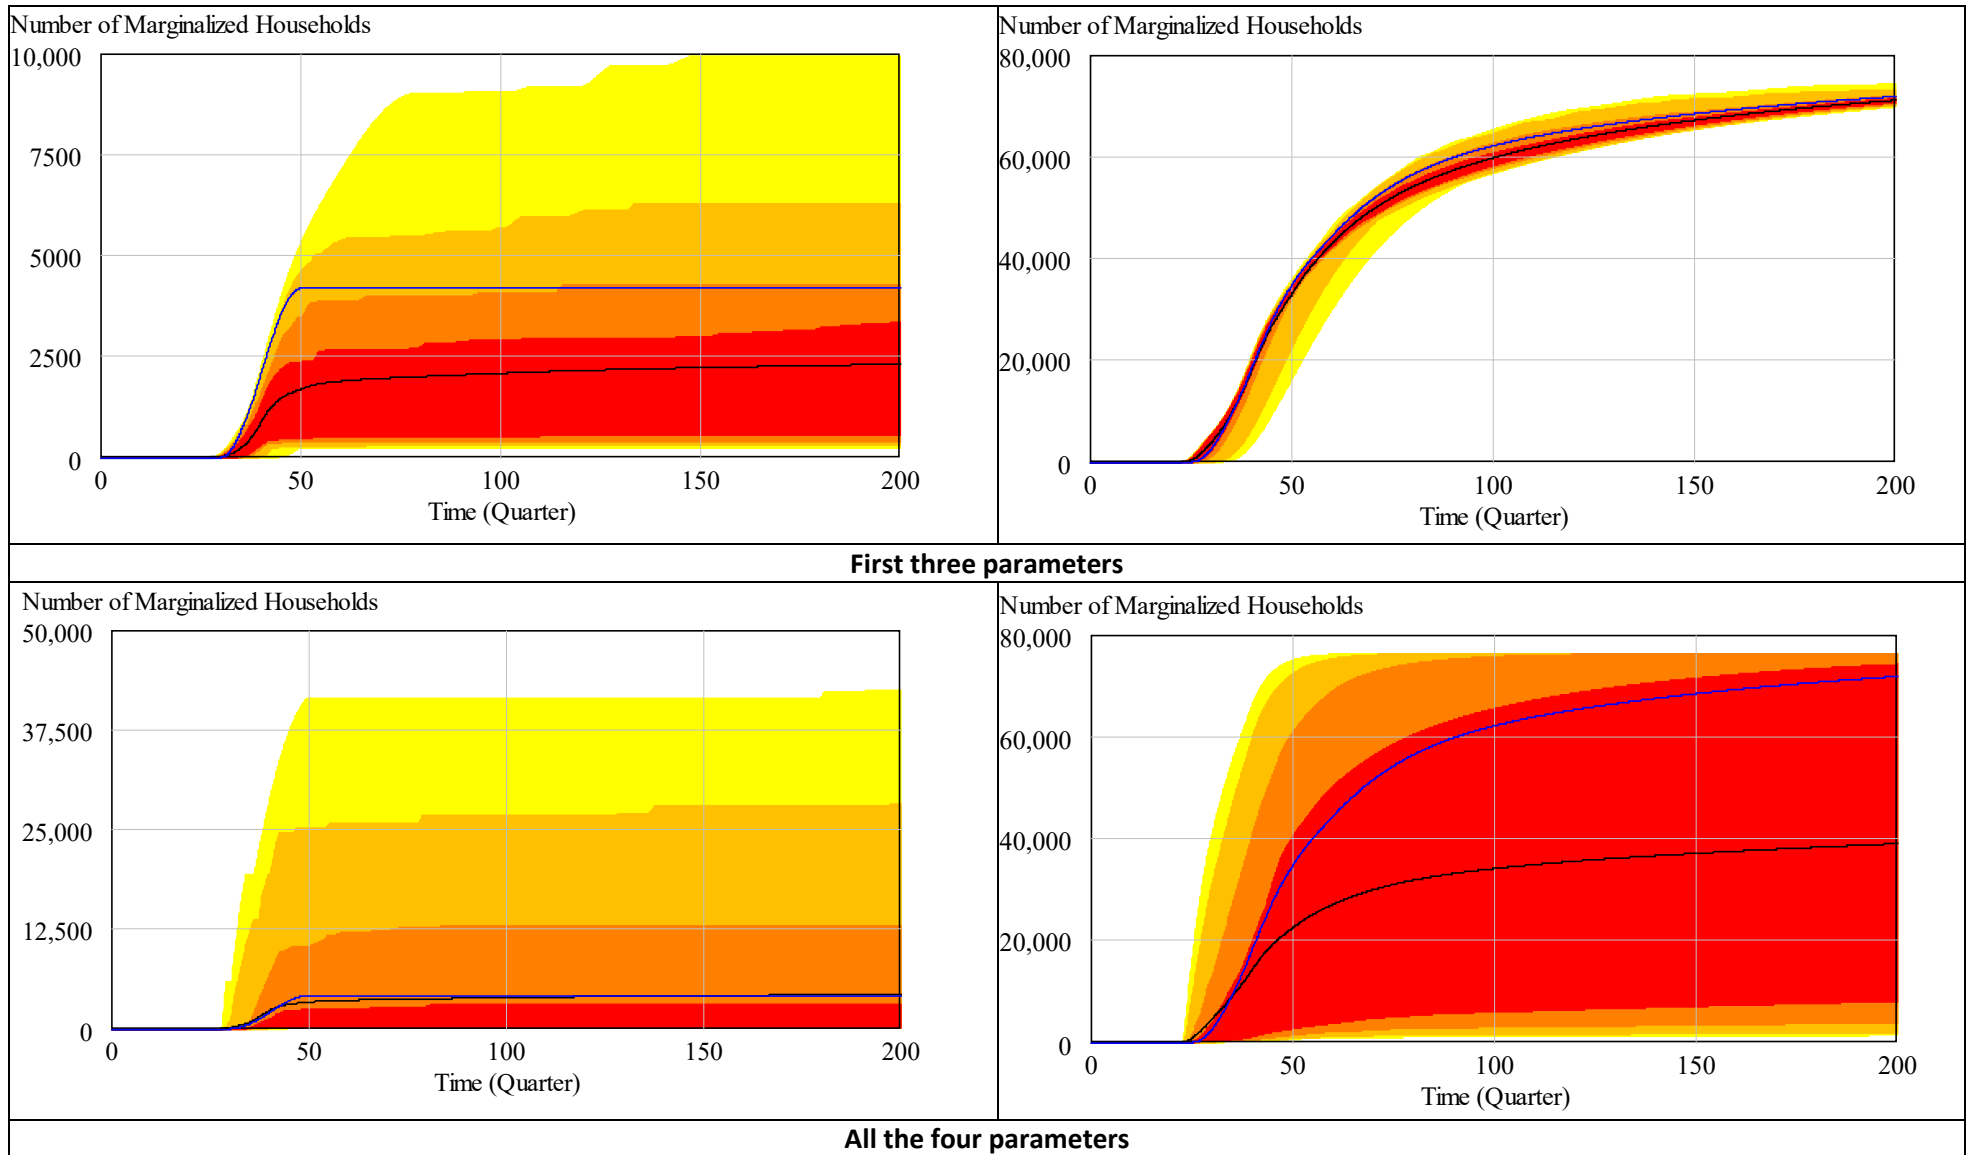 Number of Marginalized Households
10,000
7500
5000
2500
0
0 50 100 150 200
Time (Quarter)
Number of Marginalized Households
80,000
60,000
40,000
20,000
0
0 50 100 150 200
Time (Quarter)
First three parameters
Number of Marginalized Households
50,000
37,500
25,000
12,500
0
0 50 100 150 200
Time (Quarter)
Number of Marginalized Households
80,000
60,000
40,000
20,000
0
0 50 100 150 200
Time (Quarter)
All the four parameters